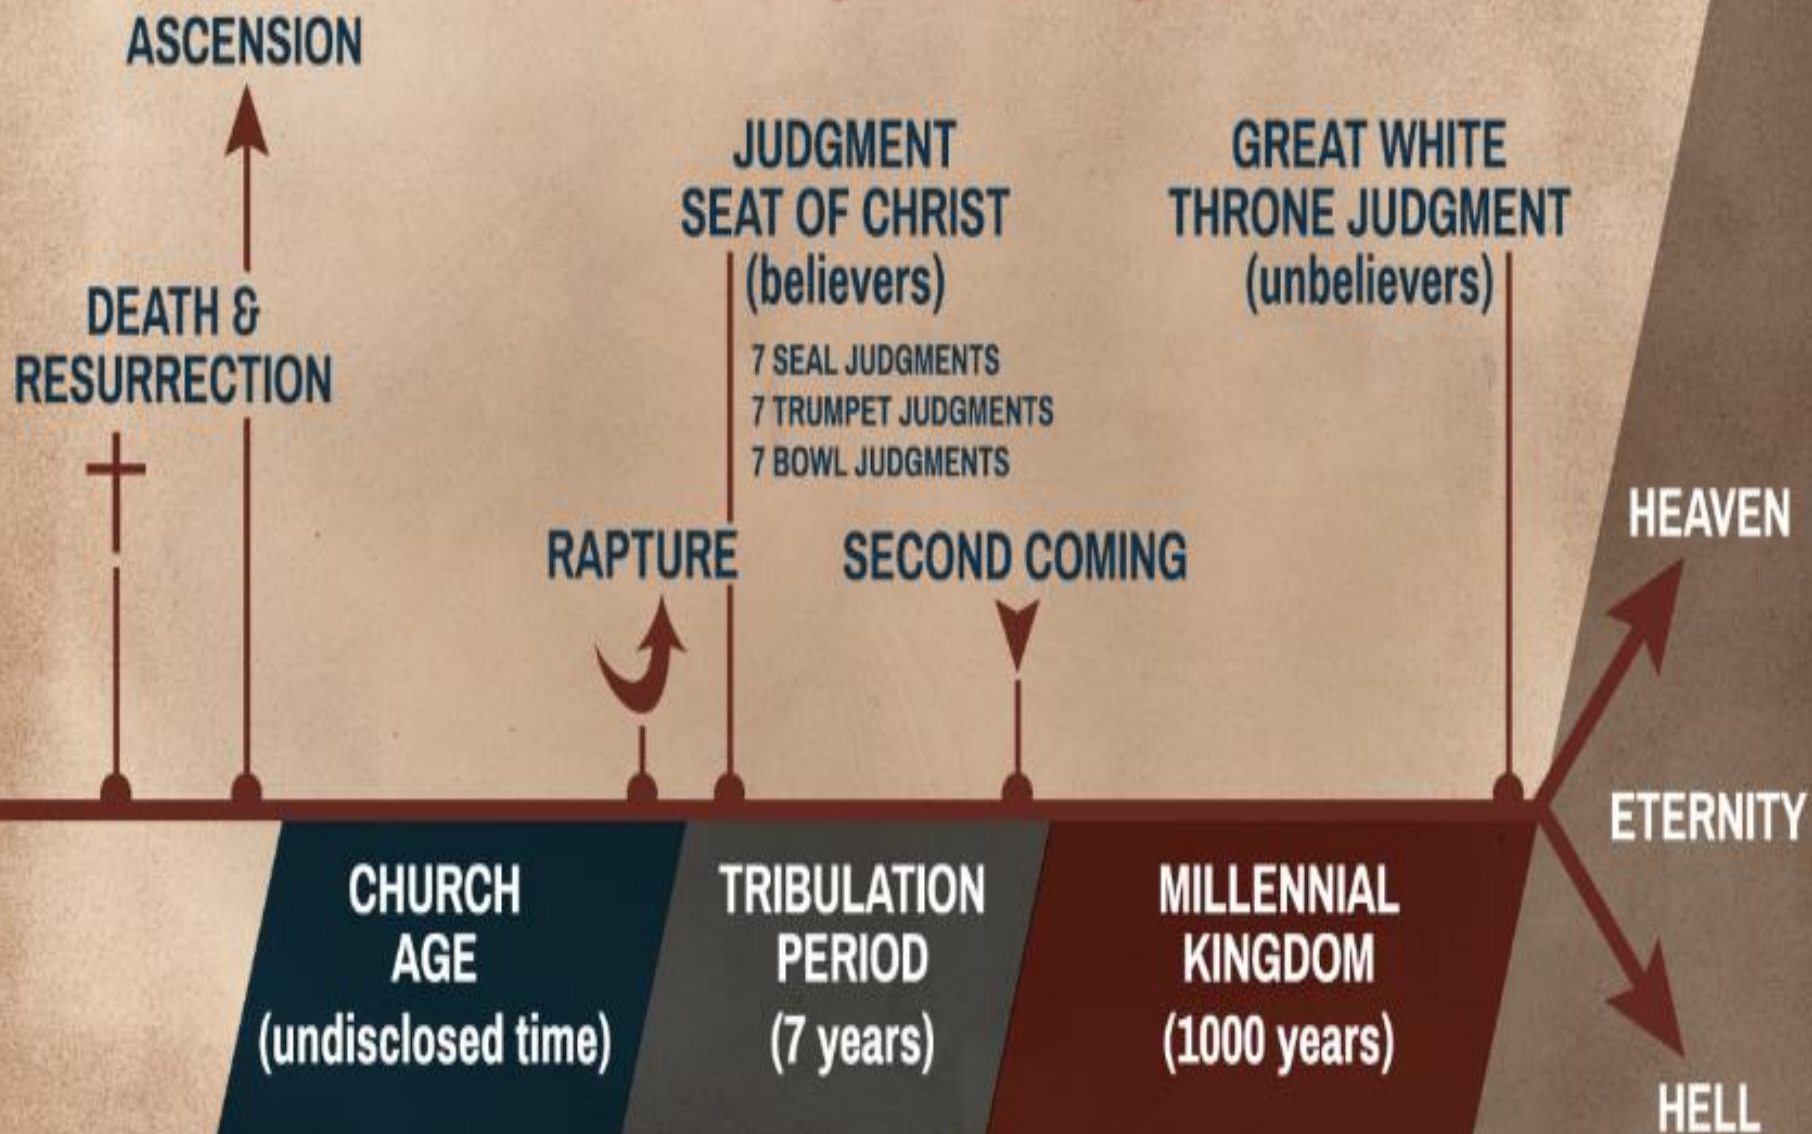 ASCENSION
DEATH &
RESURRECTION
JUDGMENT
SEAT OF CHRIST
(believers)
7 SEAL JUDGMENTS
7 TRUMPET JUDGMENTS
7 BOWL JUDGMENTS
GREAT WHITE
THRONE JUDGMENT
(unbelievers)
RAPTURE
SECOND COMING
HEAVEN
ETERNITY
HELL
CHURCH
AGE
(undisclosed time)
TRIBULATION
PERIOD
(7 years)
MILLENNIAL
KINGDOM
(1000 years)